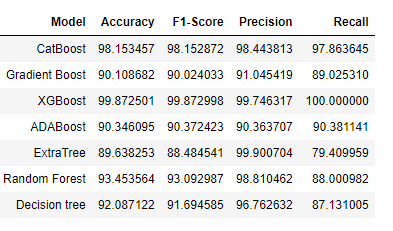 Model Accuracy F1-Score Precision Recall
CatBoost 98.153457 98.152872 98.443813 97.863645
Gradient Boost 90.108682 90.024033 91.045419 89.025310
XGBoost 99.872501 99.872998 99.746317 100.000000
ADABoost 90.346095 90.372423 90.363707 90.381141
ExtraTree 89.638253 88.484541 99.900704 79.409959
Random Forest 93.453564 93.092987 98.810462 88.000982
Decision tree 92.087122 91.694585 96.762632 87.131005